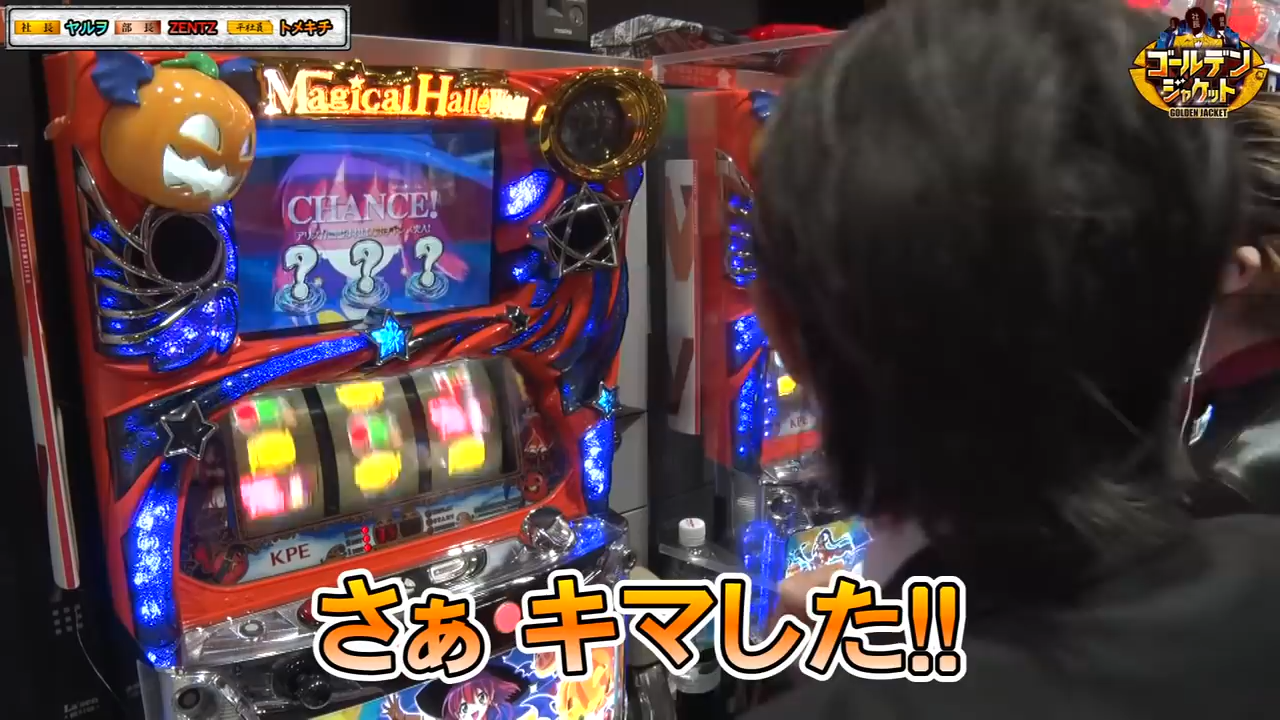 社長 ヤルヲ 部長 ZENTZ 平社員 トメキチ
ゴールデン
ジャケット
GOLDEN JACKET
Magical Halloween
CHANCE!
? ? ?
KPE
KPE
さぁ キマした!!